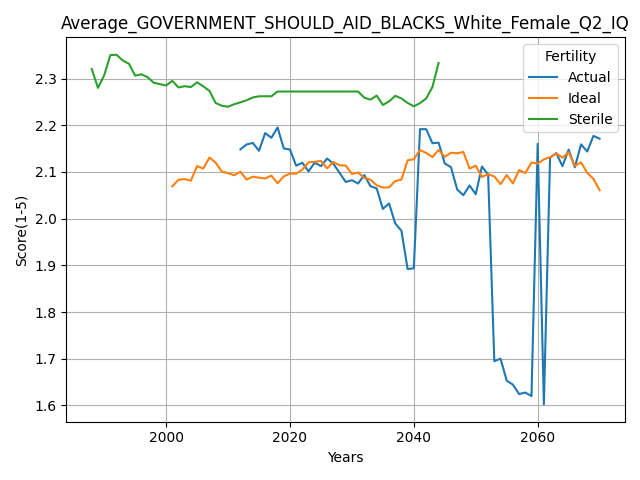 Average_GOVERNMENT_SHOULD_AID_BLACKS_White_Female_Q2_IQ
Fertility
Actual
Ideal
Sterile
Score(1-5)
2.3
2.2
2.1
2.0
1.9
1.8
1.7
1.6
2000 2020 2040 2060
Years